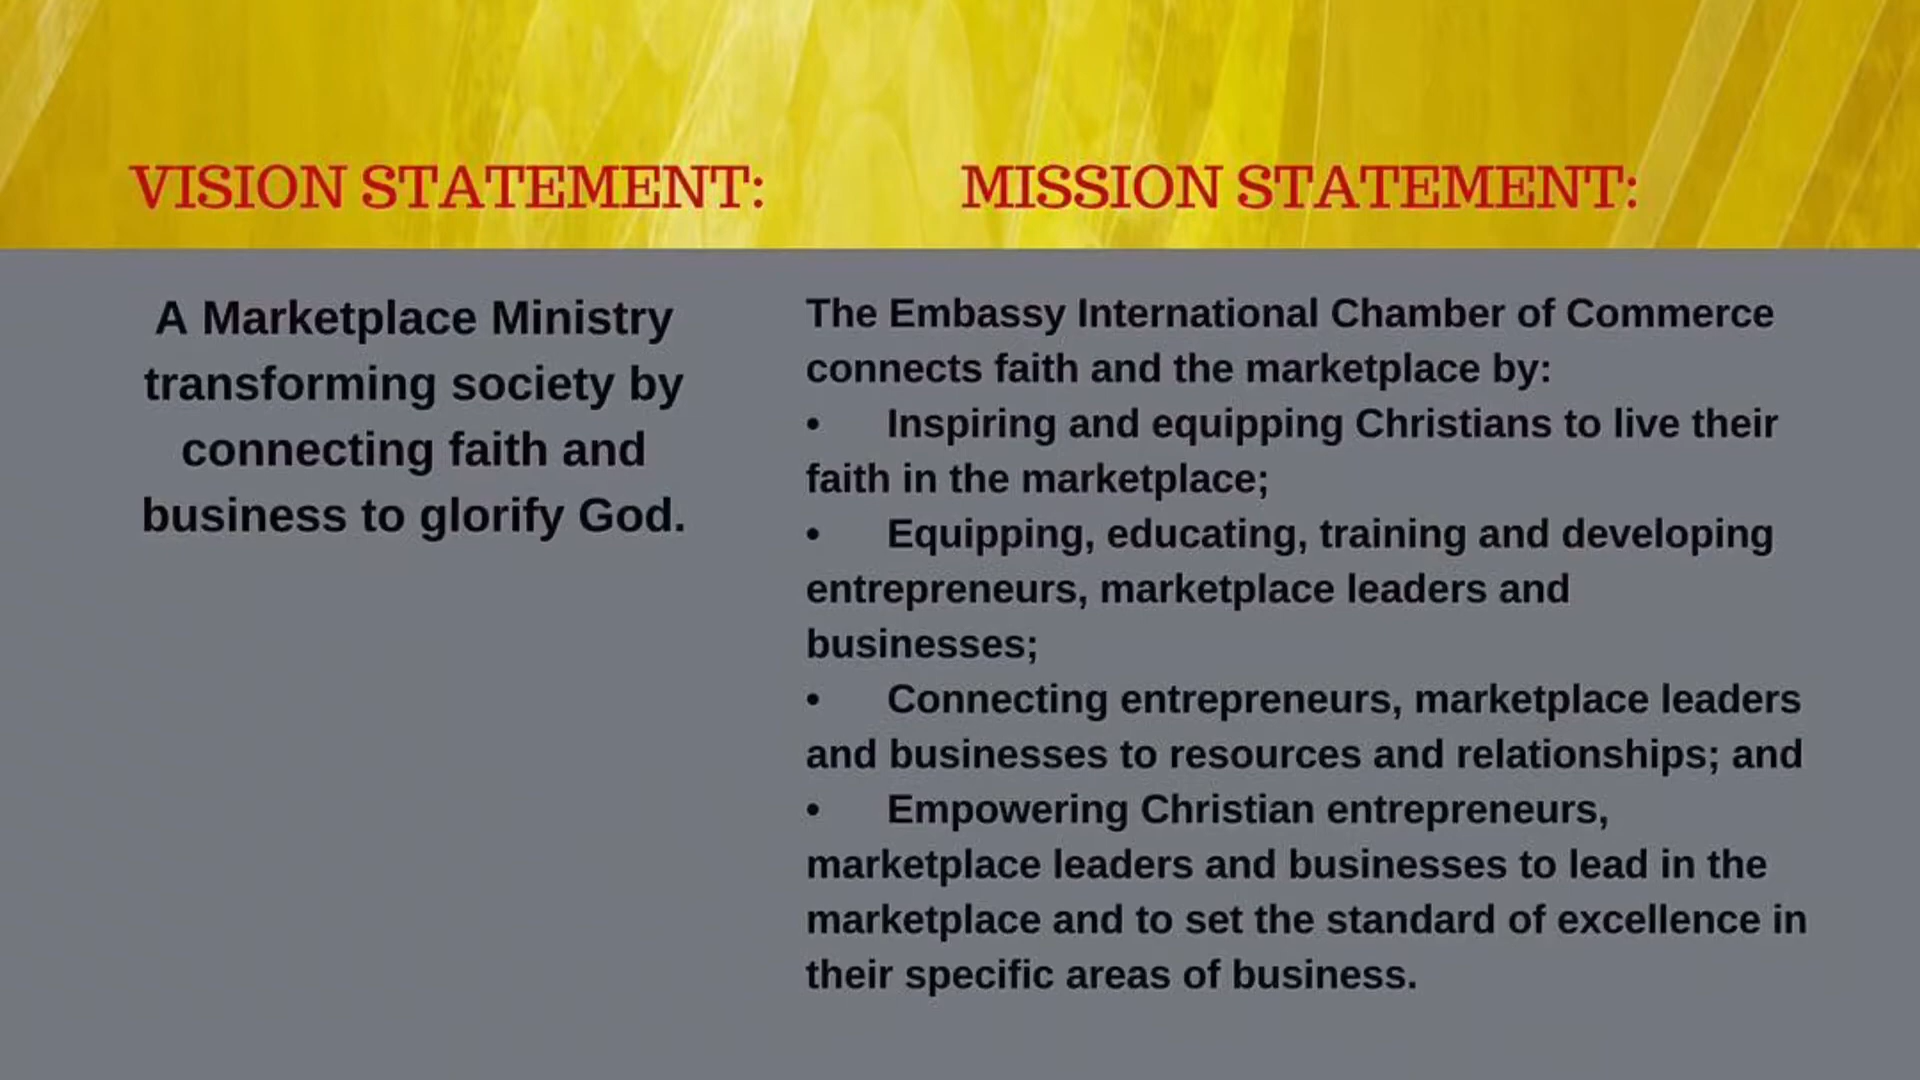 VISION STATEMENT:
A Marketplace Ministry
transforming society by
connecting faith and
business to glorify God.
MISSION STATEMENT:
The Embassy International Chamber of Commerce
connects faith and the marketplace by:
• Inspiring and equipping Christians to live their
faith in the marketplace;
• Equipping, educating, training and developing
entrepreneurs, marketplace leaders and
businesses;
• Connecting entrepreneurs, marketplace leaders
and businesses to resources and relationships; and
• Empowering Christian entrepreneurs,
marketplace leaders and businesses to lead in the
marketplace and to set the standard of excellence in
their specific areas of business.